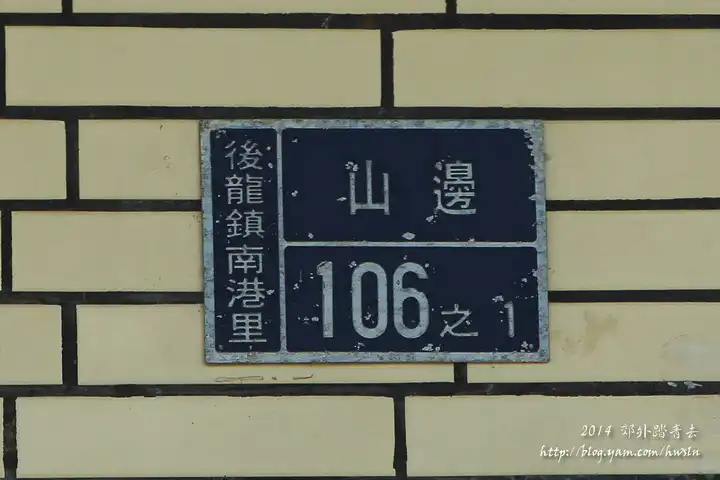 後龍鎮南港里
山邊
106之1
2014 郊外踏青去
http://blog.yam.com/hwsln